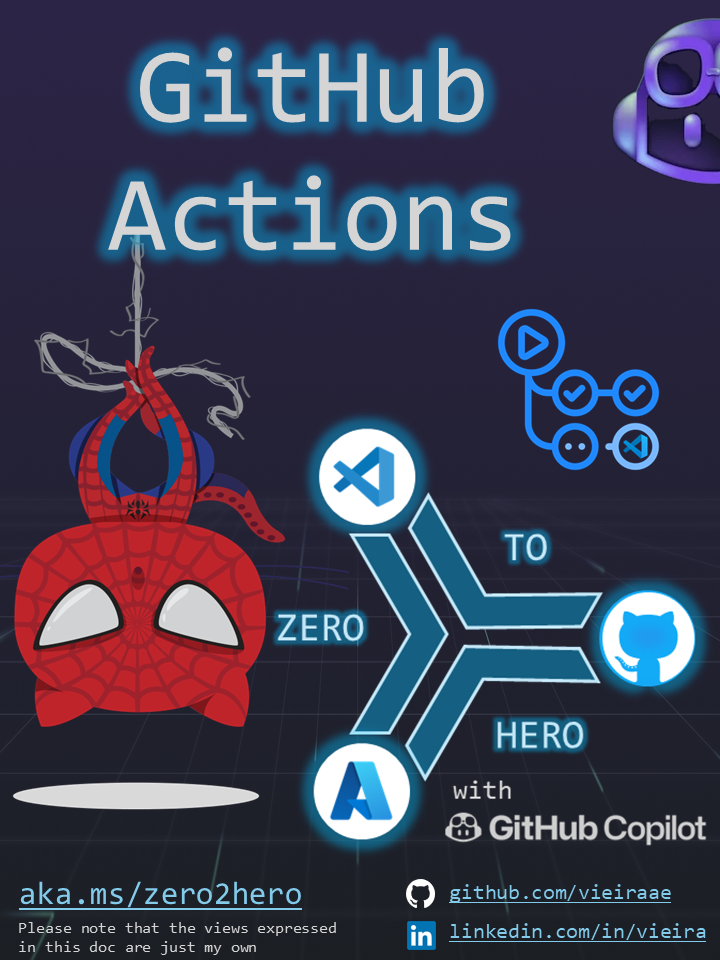 GitHub
Actions
TO
ZERO
HERO
with
GitHub Copilot
aka.ms/zero2hero
Please note that the views expressed
in this doc are just my own
github.com/vieiraae
linkedin.com/in/vieira